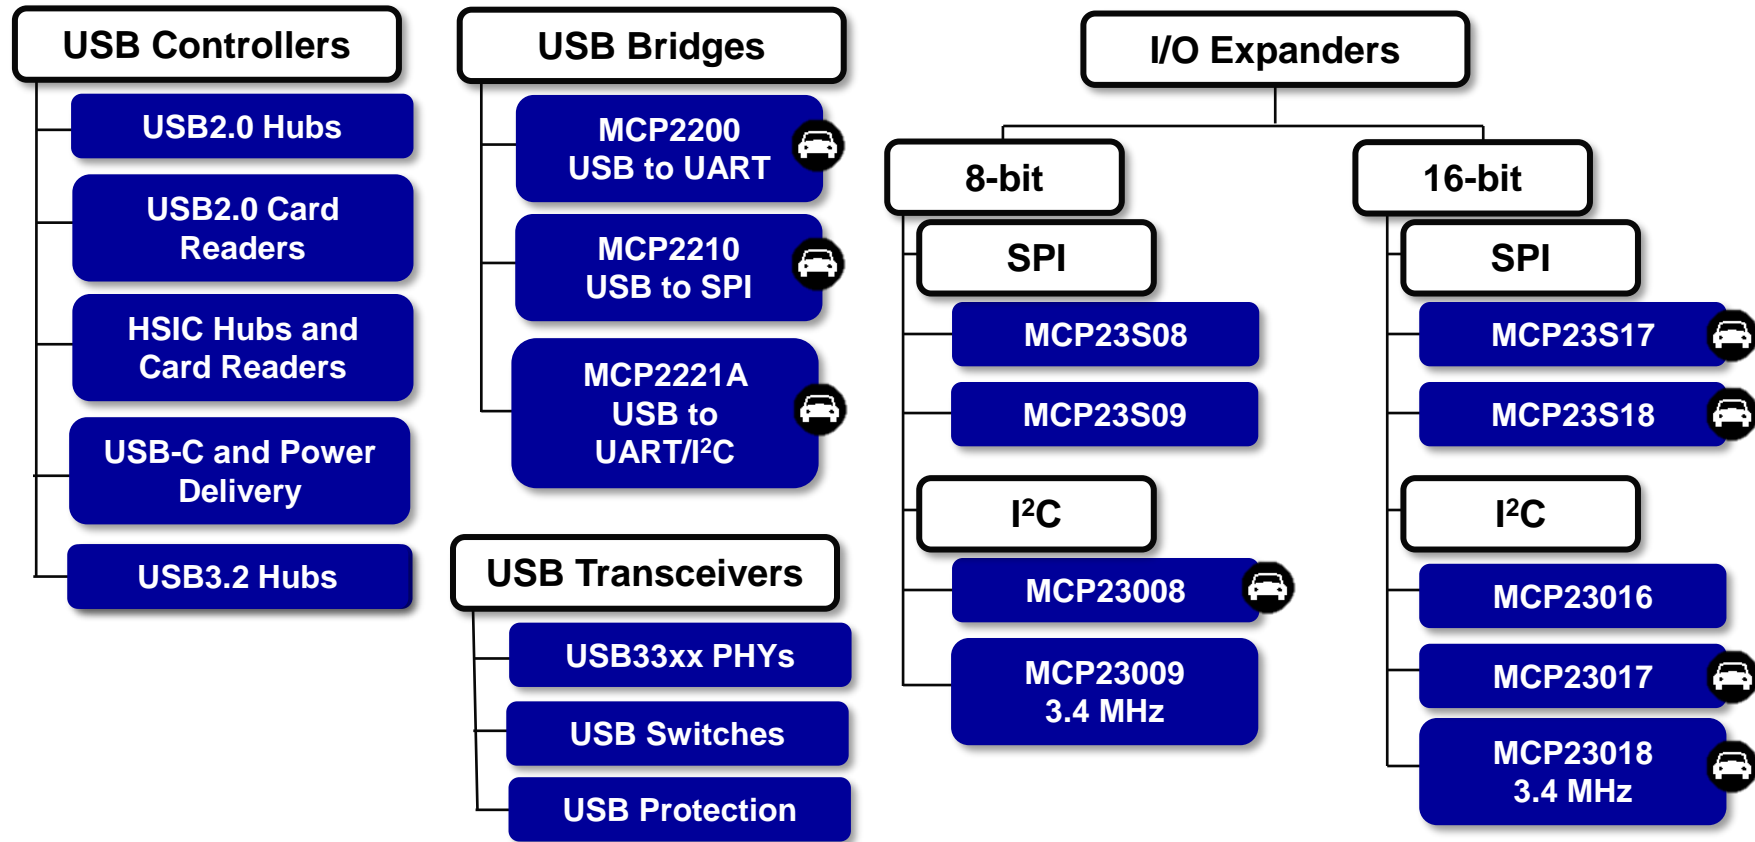 USB Controllers
USB2.0 Hubs
USB2.0 Card
Readers
HSIC Hubs and
Card Readers
USB-C and Power
Delivery
USB3.2 Hubs
USB Bridges
MCP2200
USB to UART
MCP2210
USB to SPI
MCP2221A
USB to
UART/I²C
USB Transceivers
USB33xx PHYs
USB Switches
USB Protection
I/O Expanders
8-bit
SPI
MCP23S08
MCP23S09
I²C
MCP23008
MCP23009
3.4 MHz
16-bit
SPI
MCP23S17
MCP23S18
I²C
MCP23016
MCP23017
MCP23018
3.4 MHz